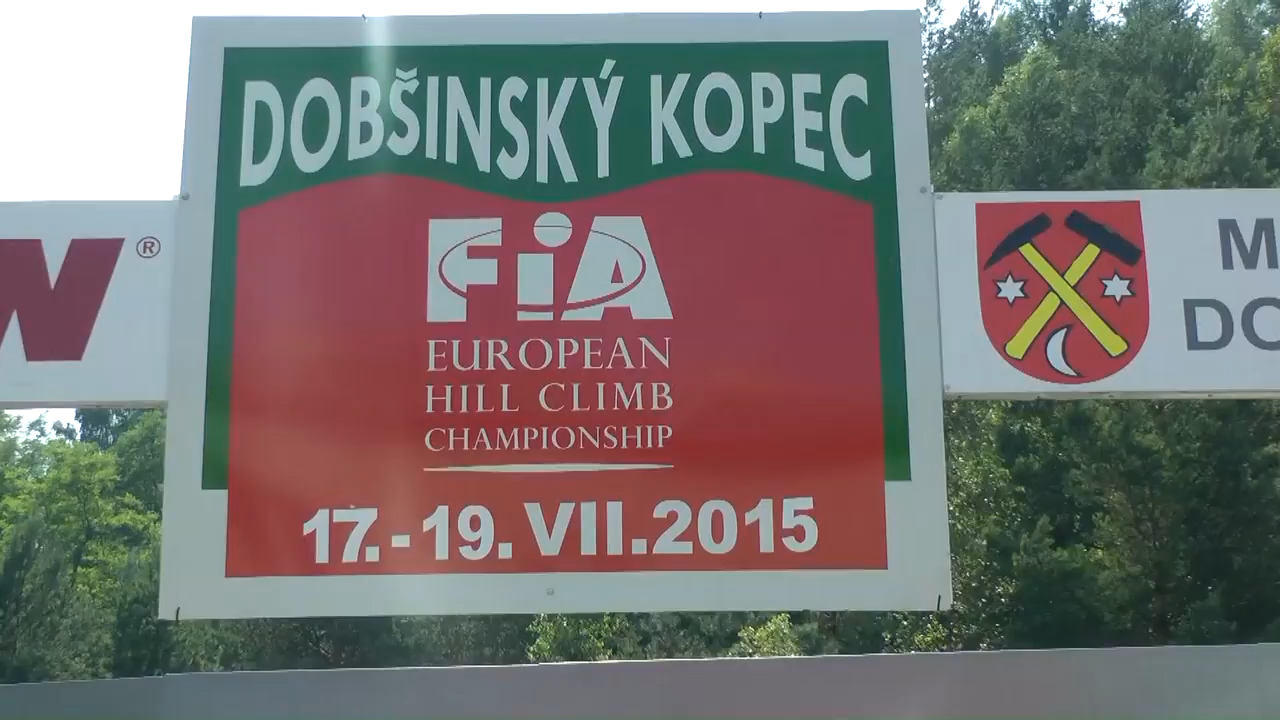 DOBŠINSKÝ KOPEC
FiA
EUROPEAN
HILL CLIMB
CHAMPIONSHIP
17.-19. VII.2015
W®
M
DO